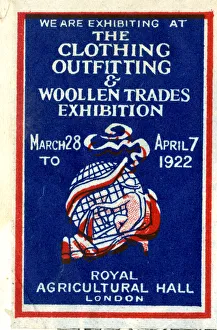 WE ARE EXHIBITING AT
THE
CLOTHING
OUTFITTING
&
WOOLLEN TRADES
EXHIBITION
MARCH 28 APRIL 7
TO 1922
ROYAL
AGRICULTURAL HALL
LONDON